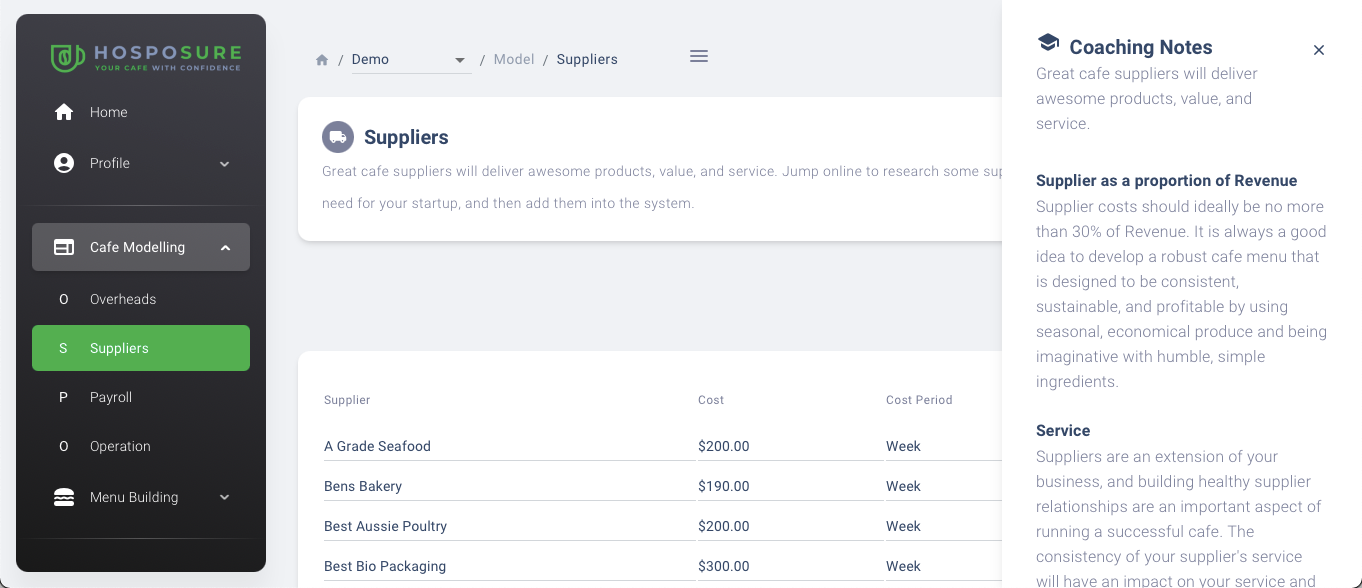 HOSPOSURE
YOUR CAFE WITH CONFIDENCE
Home
Profile
Cafe Modelling
O Overheads
S Suppliers
P Payroll
O Operation
Menu Building
/ Demo / Model / Suppliers
Suppliers
Great cafe suppliers will deliver awesome products, value, and service. Jump online to research some
need for your startup, and then add them into the system.
Supplier Cost Cost Period
A Grade Seafood $200.00 Week
Bens Bakery $190.00 Week
Best Aussie Poultry $200.00 Week
Best Bio Packaging $300.00 Week
Coaching Notes
Great cafe suppliers will deliver
awesome products, value, and
service.
Supplier as a proportion of Revenue
Supplier costs should ideally be no more
than 30% of Revenue. It is always a good
idea to develop a robust cafe menu that
is designed to be consistent,
sustainable, and profitable by using
seasonal, economical produce and being
imaginative with humble, simple
ingredients.
Service
Suppliers are an extension of your
business, and building healthy supplier
relationships are an important aspect of
running a successful cafe. The
consistency of your supplier's service
will have an impact on your service and